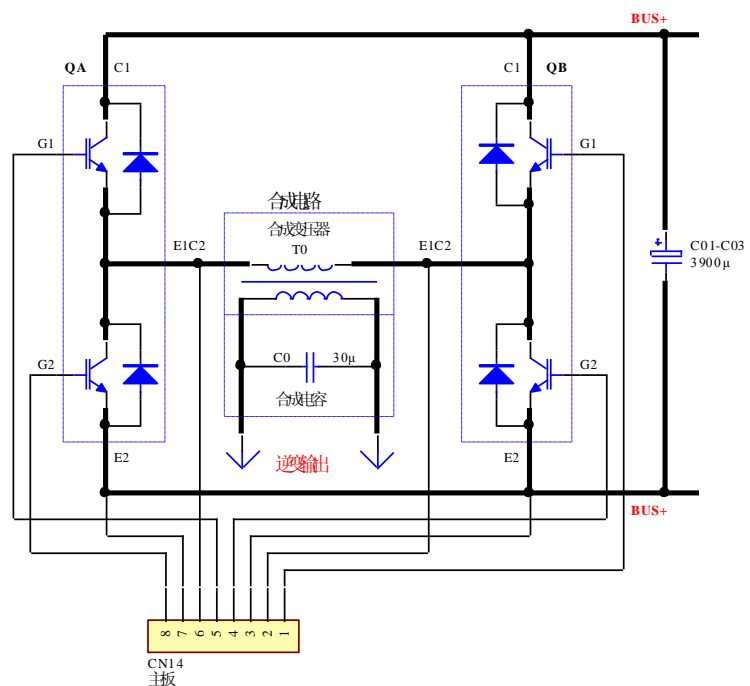 BUS+
QA
C1
C1
QB
G1
G1
合成电路
合成变压器
T0
E1C2
E1C2
C01-C03
3900μ
G2
G2
C0
30μ
合成电容
E2
E2
逆变输出
BUS+
8
7
6
5
4
3
2
1
CN14
主板